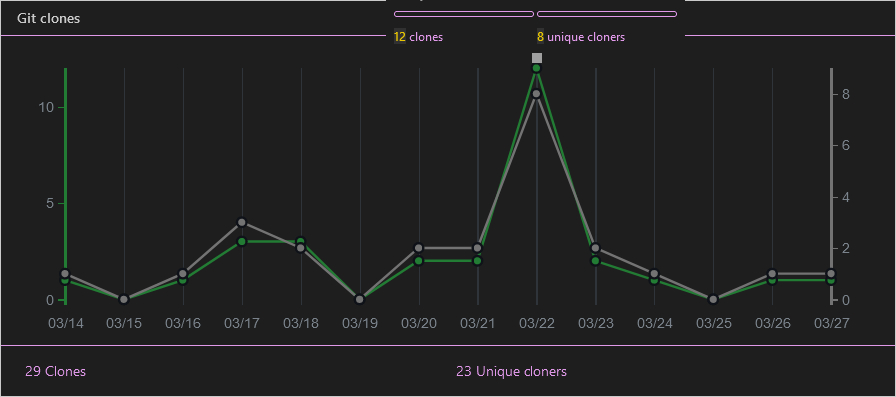 Git clones
12 clones
8 unique cloners
10
5
0
8
6
4
2
0
03/14 03/15 03/16 03/17 03/18 03/19 03/20 03/21 03/22 03/23 03/24 03/25 03/26 03/27
29 Clones
23 Unique cloners